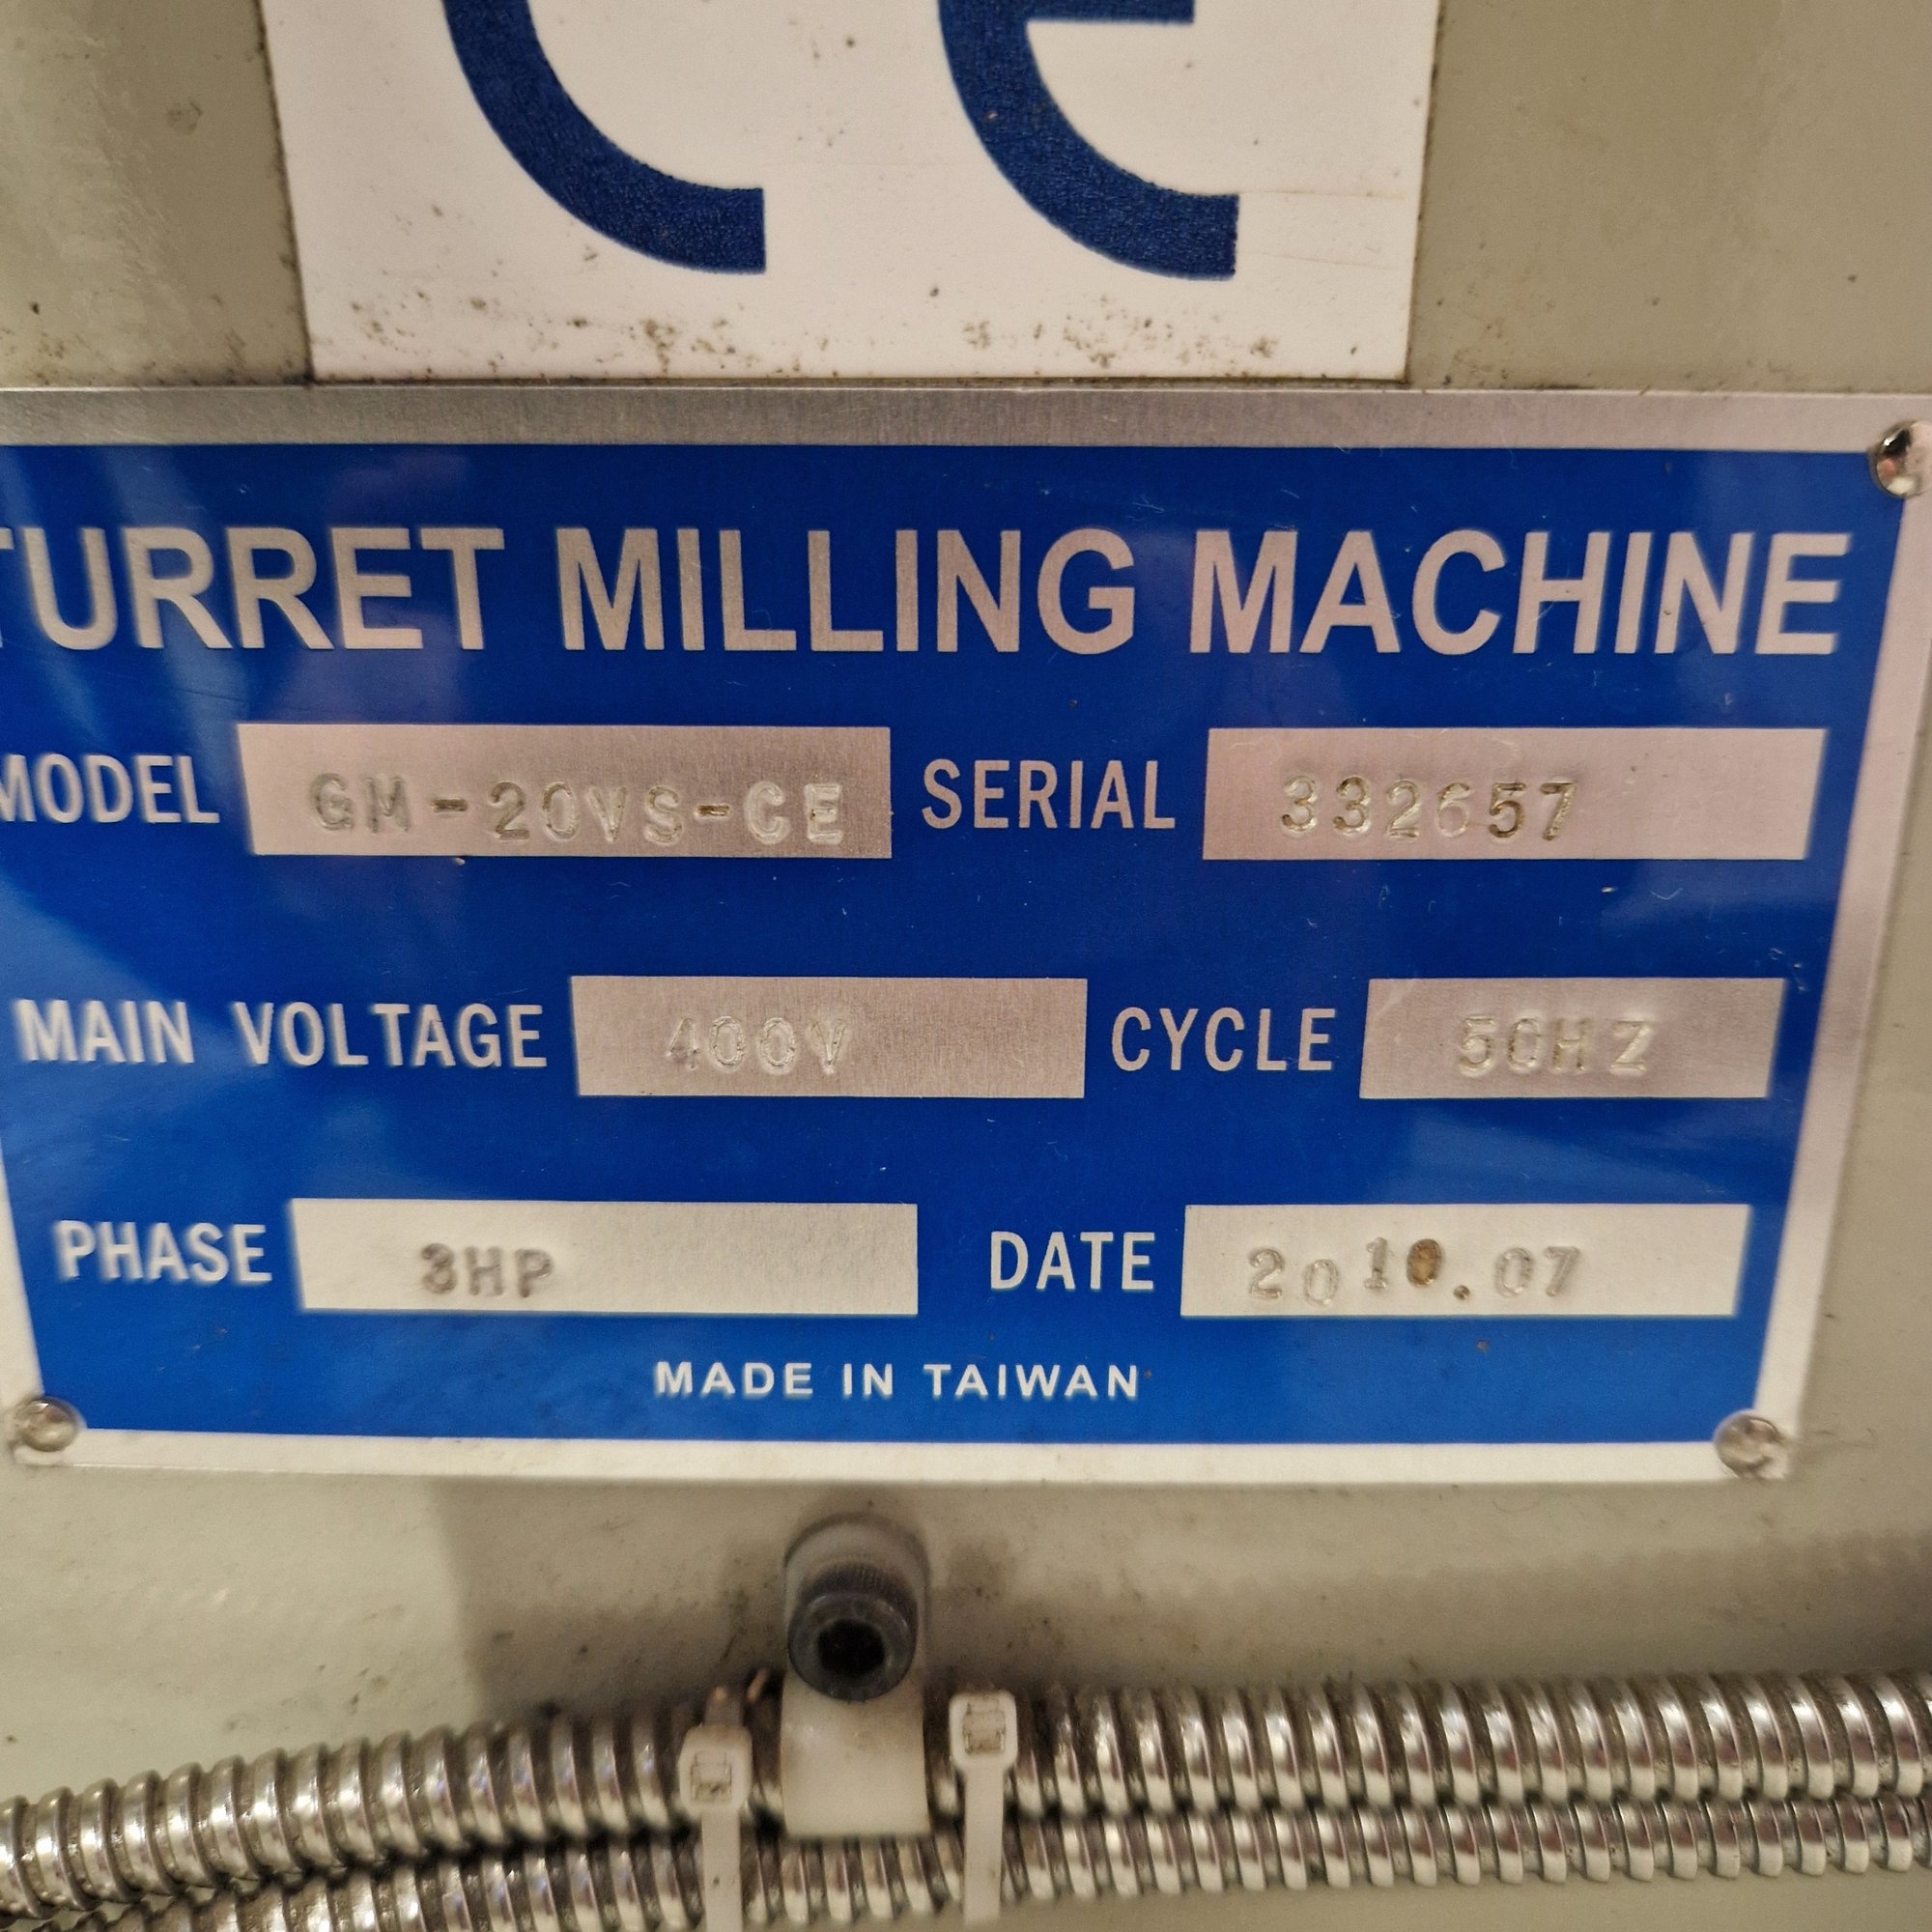 CE
TURRET MILLING MACHINE
MODEL GM-20VS-CE SERIAL 332657
MAIN VOLTAGE 400V CYCLE 50HZ
PHASE 3HP DATE 2010.07
MADE IN TAIWAN